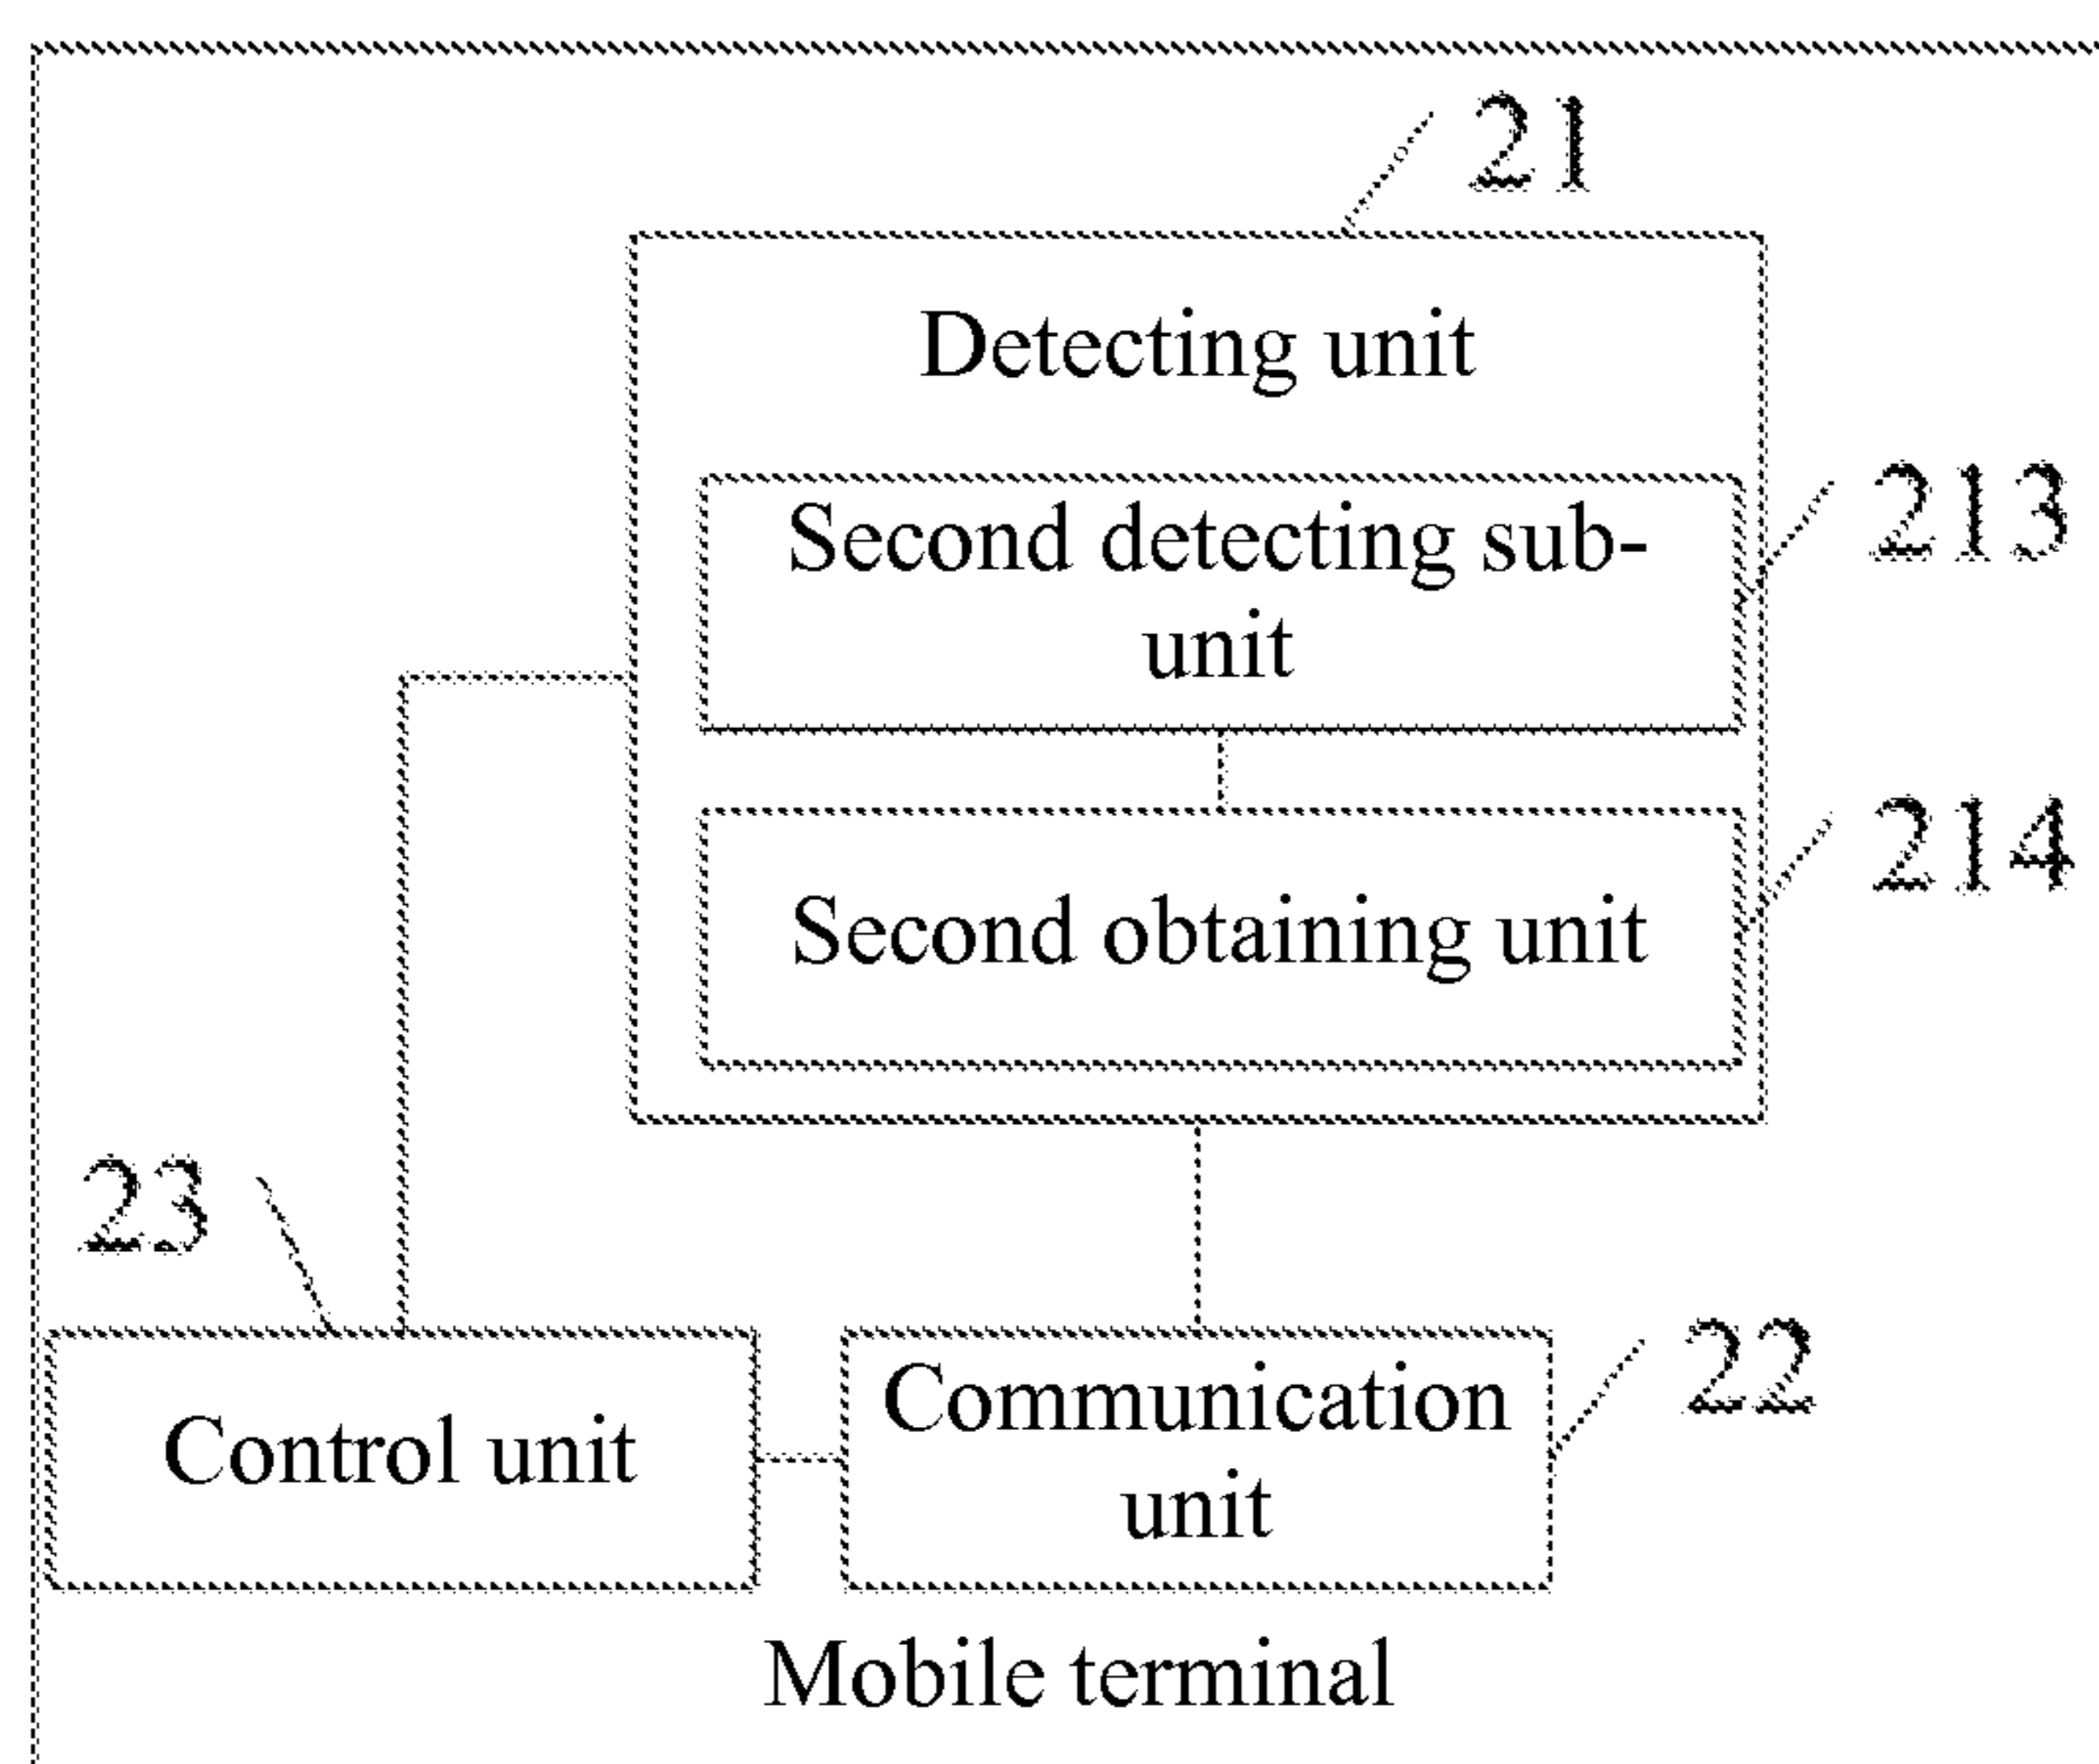 21
Detecting unit
213
Second detecting sub-
unit
214
Second obtaining unit
23
22
Control unit
Communication
unit
Mobile terminal